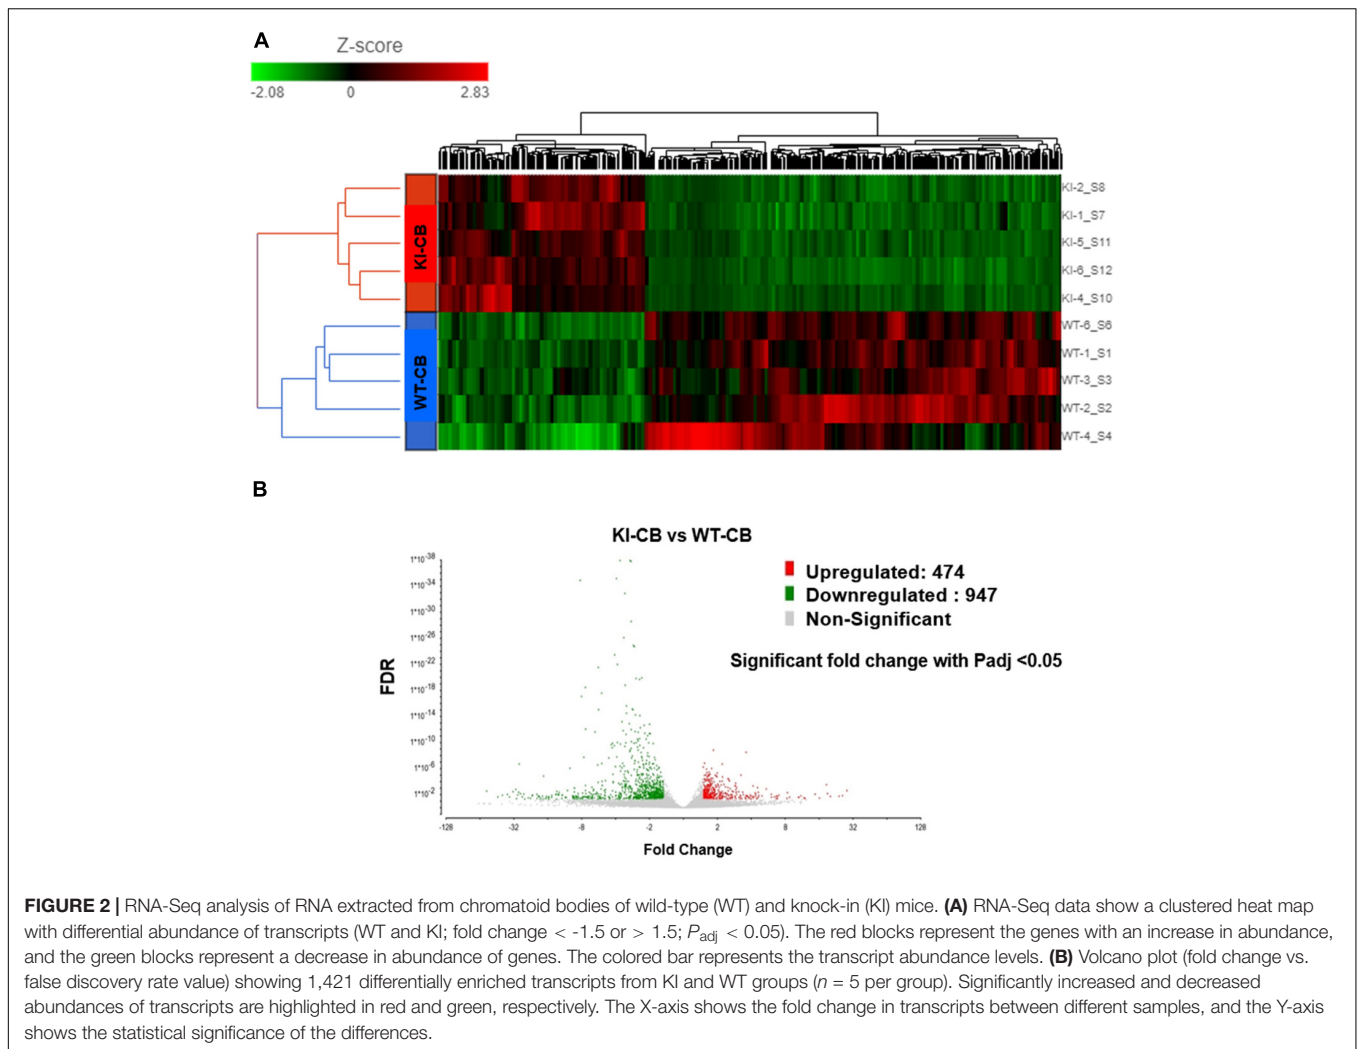 A
Z-score
-2.08 0 2.83
KI-CB
WT-CB
KI-2_S8
KI-1_S7
KI-5_S11
KI-6_S12
KI-4_S10
WT-6_S6
WT-1_S1
WT-3_S3
WT-2_S2
WT-4_S4
B
KI-CB vs WT-CB
Upregulated: 474
Downregulated : 947
Non-Significant
Significant fold change with Padj <0.05
FDR
1*10-38
1*10-34
1*10-30
1*10-26
1*10-22
1*10-18
1*10-14
1*10-10
1*10-6
1*10-2
-128 -32 -8 -2 2 8 32 128
Fold Change
FIGURE 2 | RNA-Seq analysis of RNA extracted from chromatoid bodies of wild-type (WT) and knock-in (KI) mice. (A) RNA-Seq data show a clustered heat map
with differential abundance of transcripts (WT and KI; fold change < -1.5 or > 1.5; Padj < 0.05). The red blocks represent the genes with an increase in abundance,
and the green blocks represent a decrease in abundance of genes. The colored bar represents the transcript abundance levels. (B) Volcano plot (fold change vs.
false discovery rate value) showing 1,421 differentially enriched transcripts from KI and WT groups (n = 5 per group). Significantly increased and decreased
abundances of transcripts are highlighted in red and green, respectively. The X-axis shows the fold change in transcripts between different samples, and the Y-axis
shows the statistical significance of the differences.